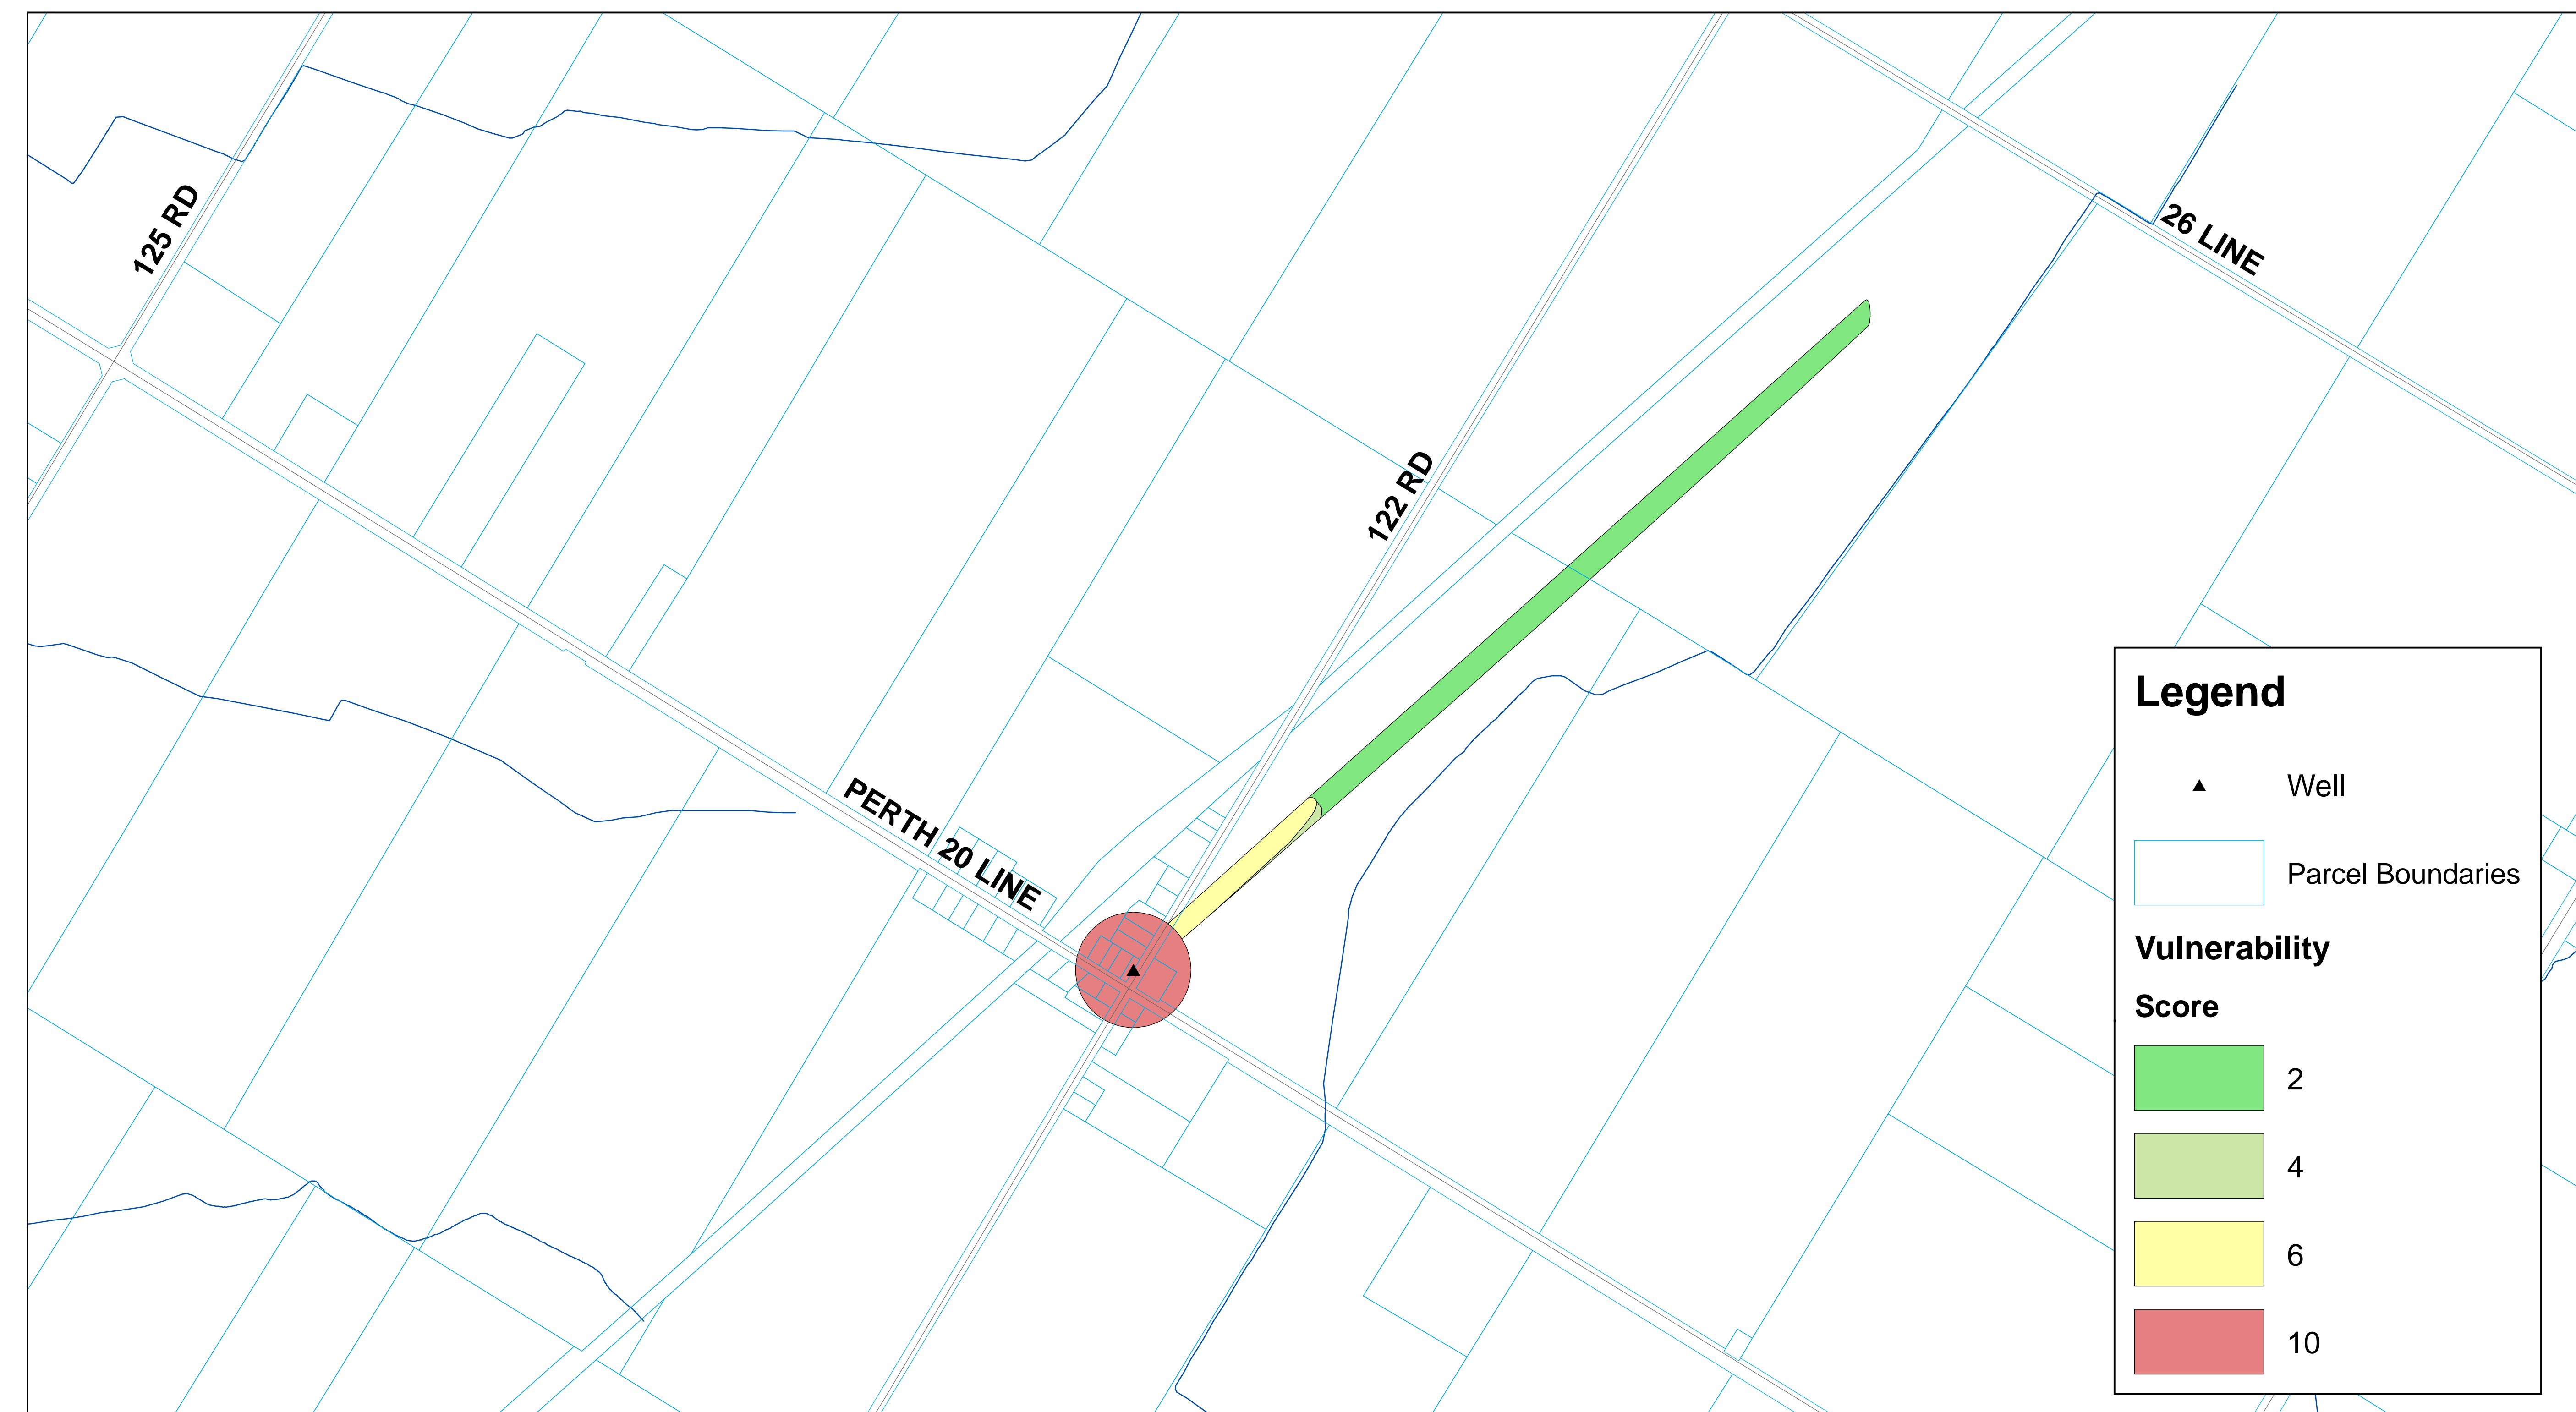 125 RD
26 LINE
122 RD
PERTH 20 LINE
Legend
Well
Parcel Boundaries
Vulnerability
Score
2
4
6
10